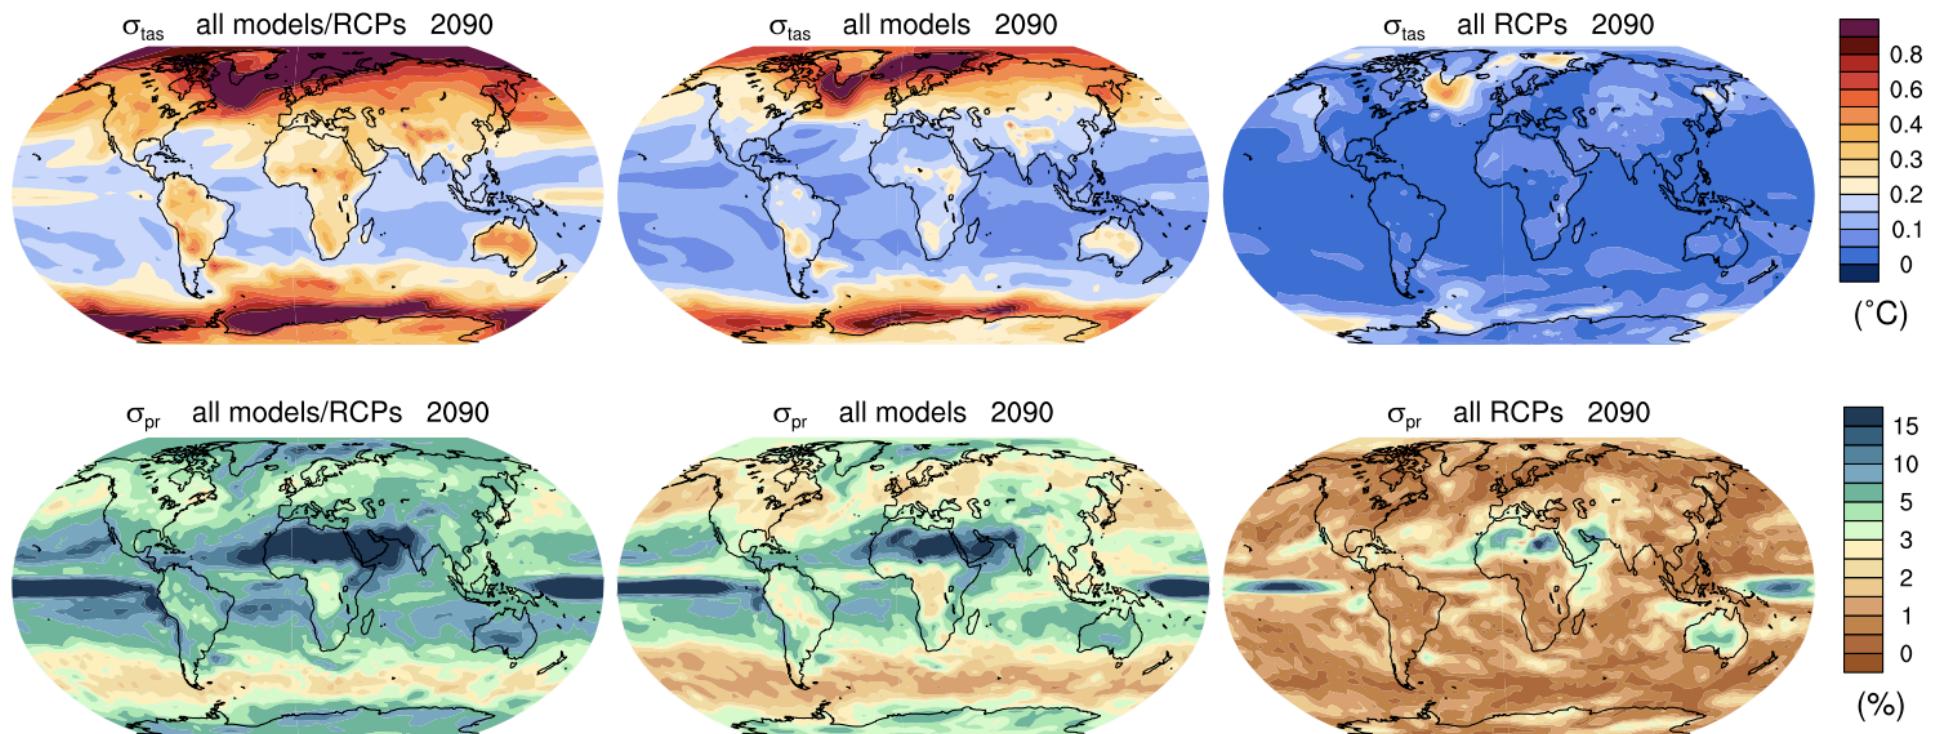 σtas all models/RCPs 2090
σtas all models 2090
σtas all RCPs 2090
0.8
0.6
0.4
0.3
0.2
0.1
0
(°C)
σpr all models/RCPs 2090
σpr all models 2090
σpr all RCPs 2090
15
10
5
3
2
1
0
(%)